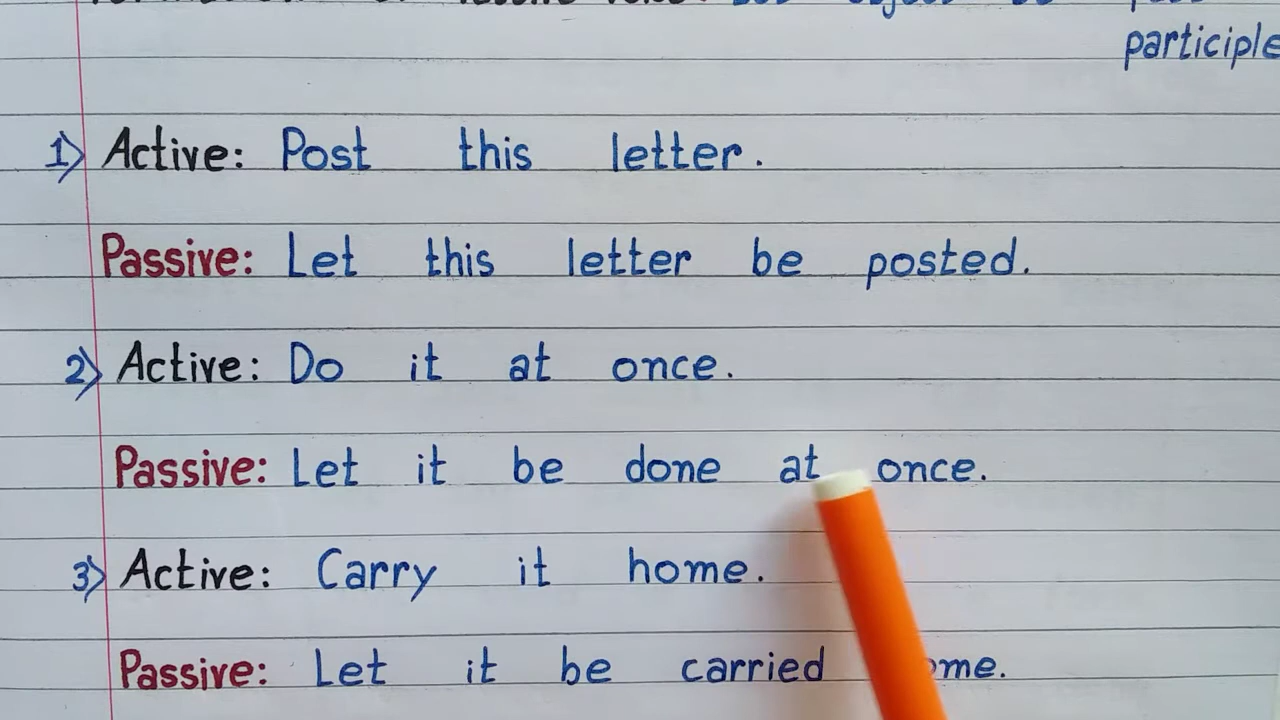 participle
1) Active: Post this letter.
Passive: Let this letter be posted.
2) Active: Do it at once.
Passive: Let it be done at once.
3) Active: Carry it home.
Passive: Let it be carried